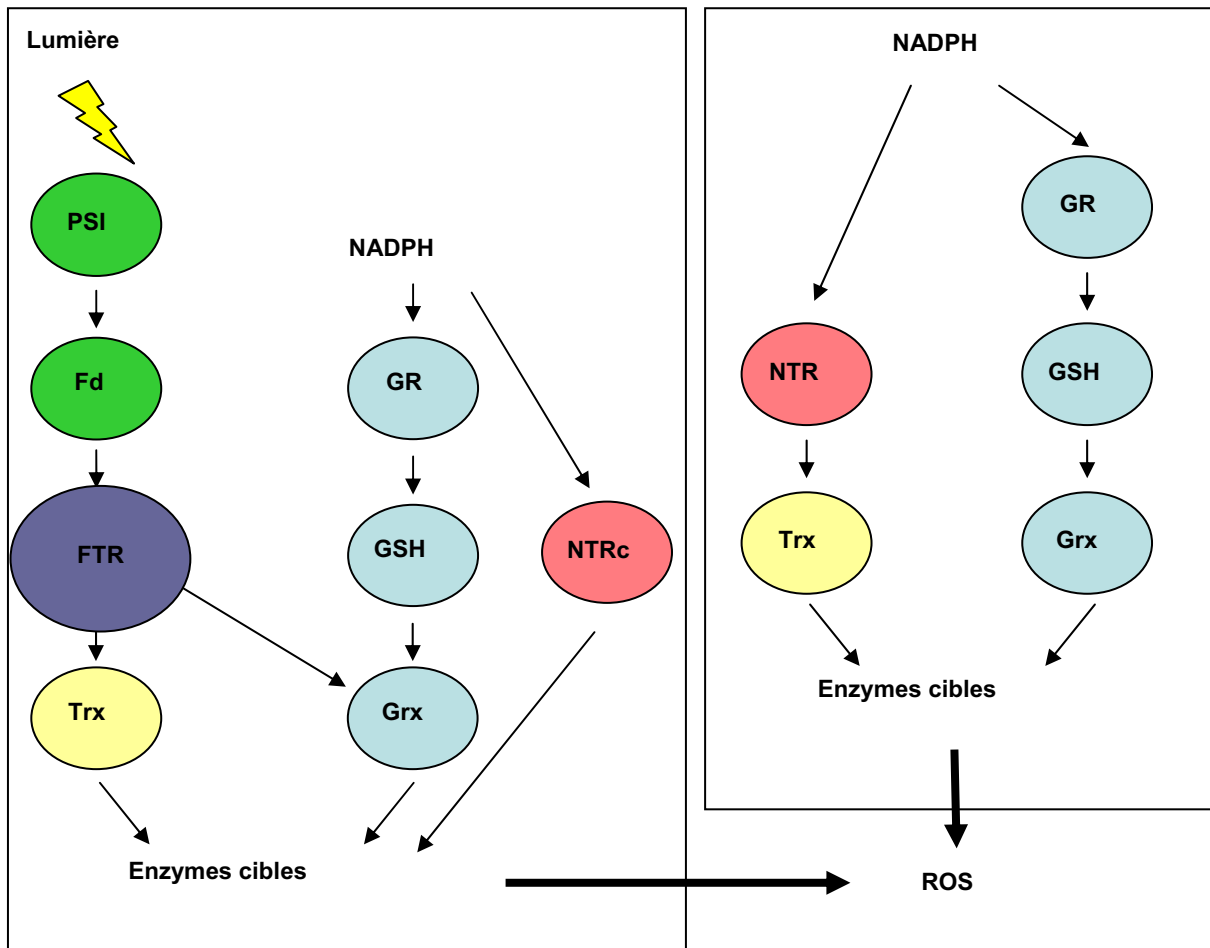 Lumière
PSI
Fd
FTR
Trx
NADPH
GR
GSH
Grx
NTRc
Enzymes cibles
NADPH
NTR
Trx
GR
GSH
Grx
Enzymes cibles
ROS